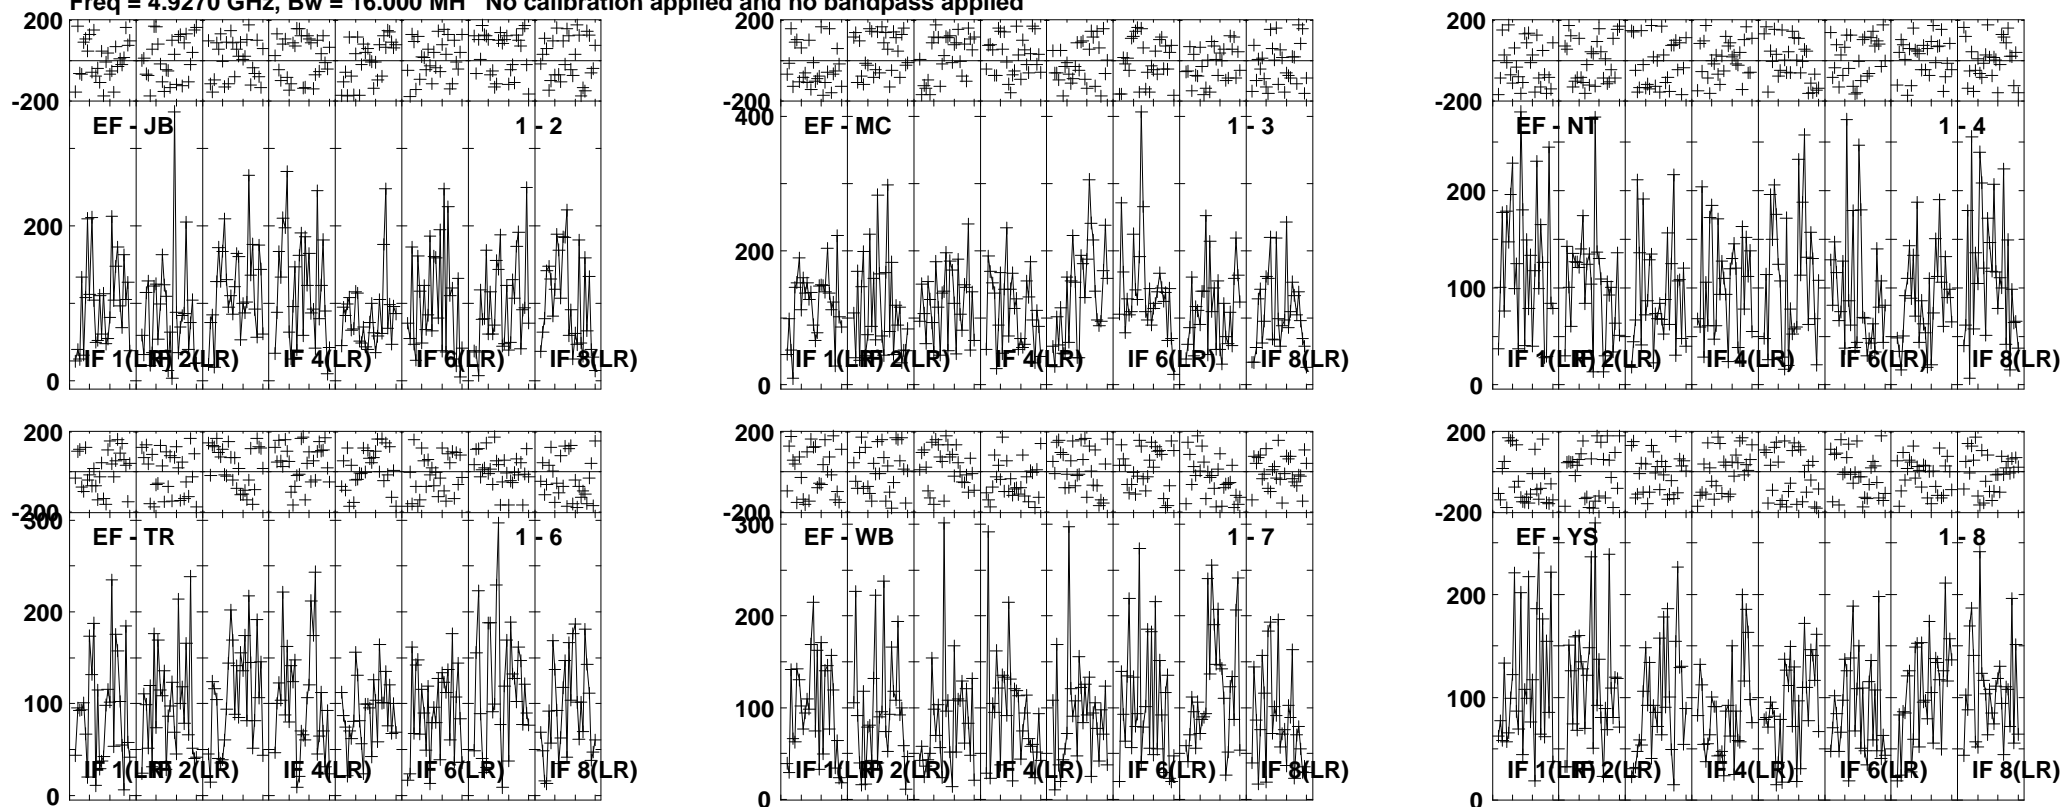 Freq = 4.9270 GHz, Bw = 16.000 MH No calibration applied and no bandpass applied
200
-200
EF - JB
1 - 2
200
0
IF 1(LR)
IF 2(LR)
IF 4(LR)
IF 6(LR)
IF 8(LR)
200
-200
400
EF - MC
1 - 3
200
0
IF 1(LR)
IF 2(LR)
IF 4(LR)
IF 6(LR)
IF 8(LR)
200
-200
EF - NT
1 - 4
200
100
0
IF 1(LR)
IF 2(LR)
IF 4(LR)
IF 6(LR)
IF 8(LR)
200
-200
300
EF - TR
1 - 6
200
100
0
IF 1(LR)
IF 2(LR)
IF 4(LR)
IF 6(LR)
IF 8(LR)
200
-200
300
EF - WB
1 - 7
200
100
0
IF 1(LR)
IF 2(LR)
IF 4(LR)
IF 6(LR)
IF 8(LR)
200
-200
EF - YS
1 - 8
200
100
0
IF 1(LR)
IF 2(LR)
IF 4(LR)
IF 6(LR)
IF 8(LR)